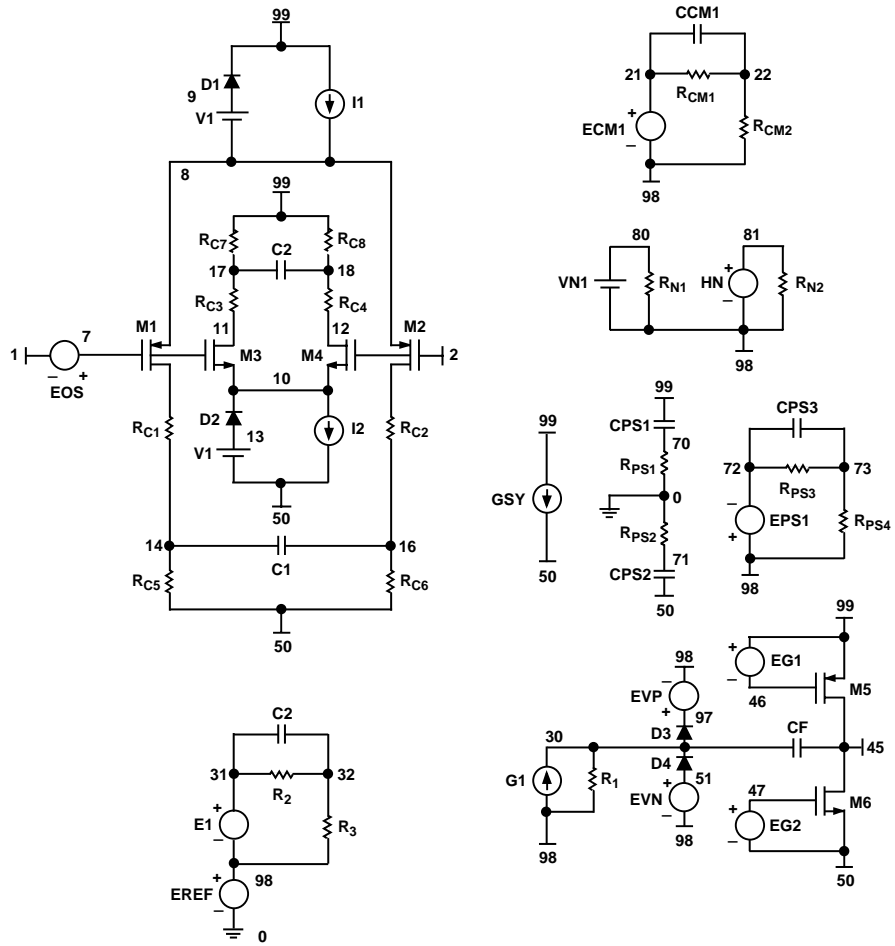 99
D1
9
V1
I1
8
99
RC7
RC8
C2
17
18
RC3
RC4
11
12
M1
M2
7
1
EOS
– +
M3
M4
2
10
RC1
D2
13
V1
I2
RC2
50
14
C1
16
RC5
RC6
50
CCM1
21
22
RCM1
+
ECM1
–
RCM2
98
80
81
VN1
RN1
+
HN
–
RN2
98
99
GSY
50
99
CPS1
70
RPS1
0
RPS2
71
CPS2
50
CPS3
72
73
RPS3
–
EPS1
+
RPS4
98
C2
31
32
R2
+
E1
–
R3
98
+
EREF
–
0
99
+
EG1
–
46
M5
98
–
EVP
+
97
30
D3
CF
45
G1
R1
D4
51
+
EVN
–
98
98
47
+
EG2
–
M6
50